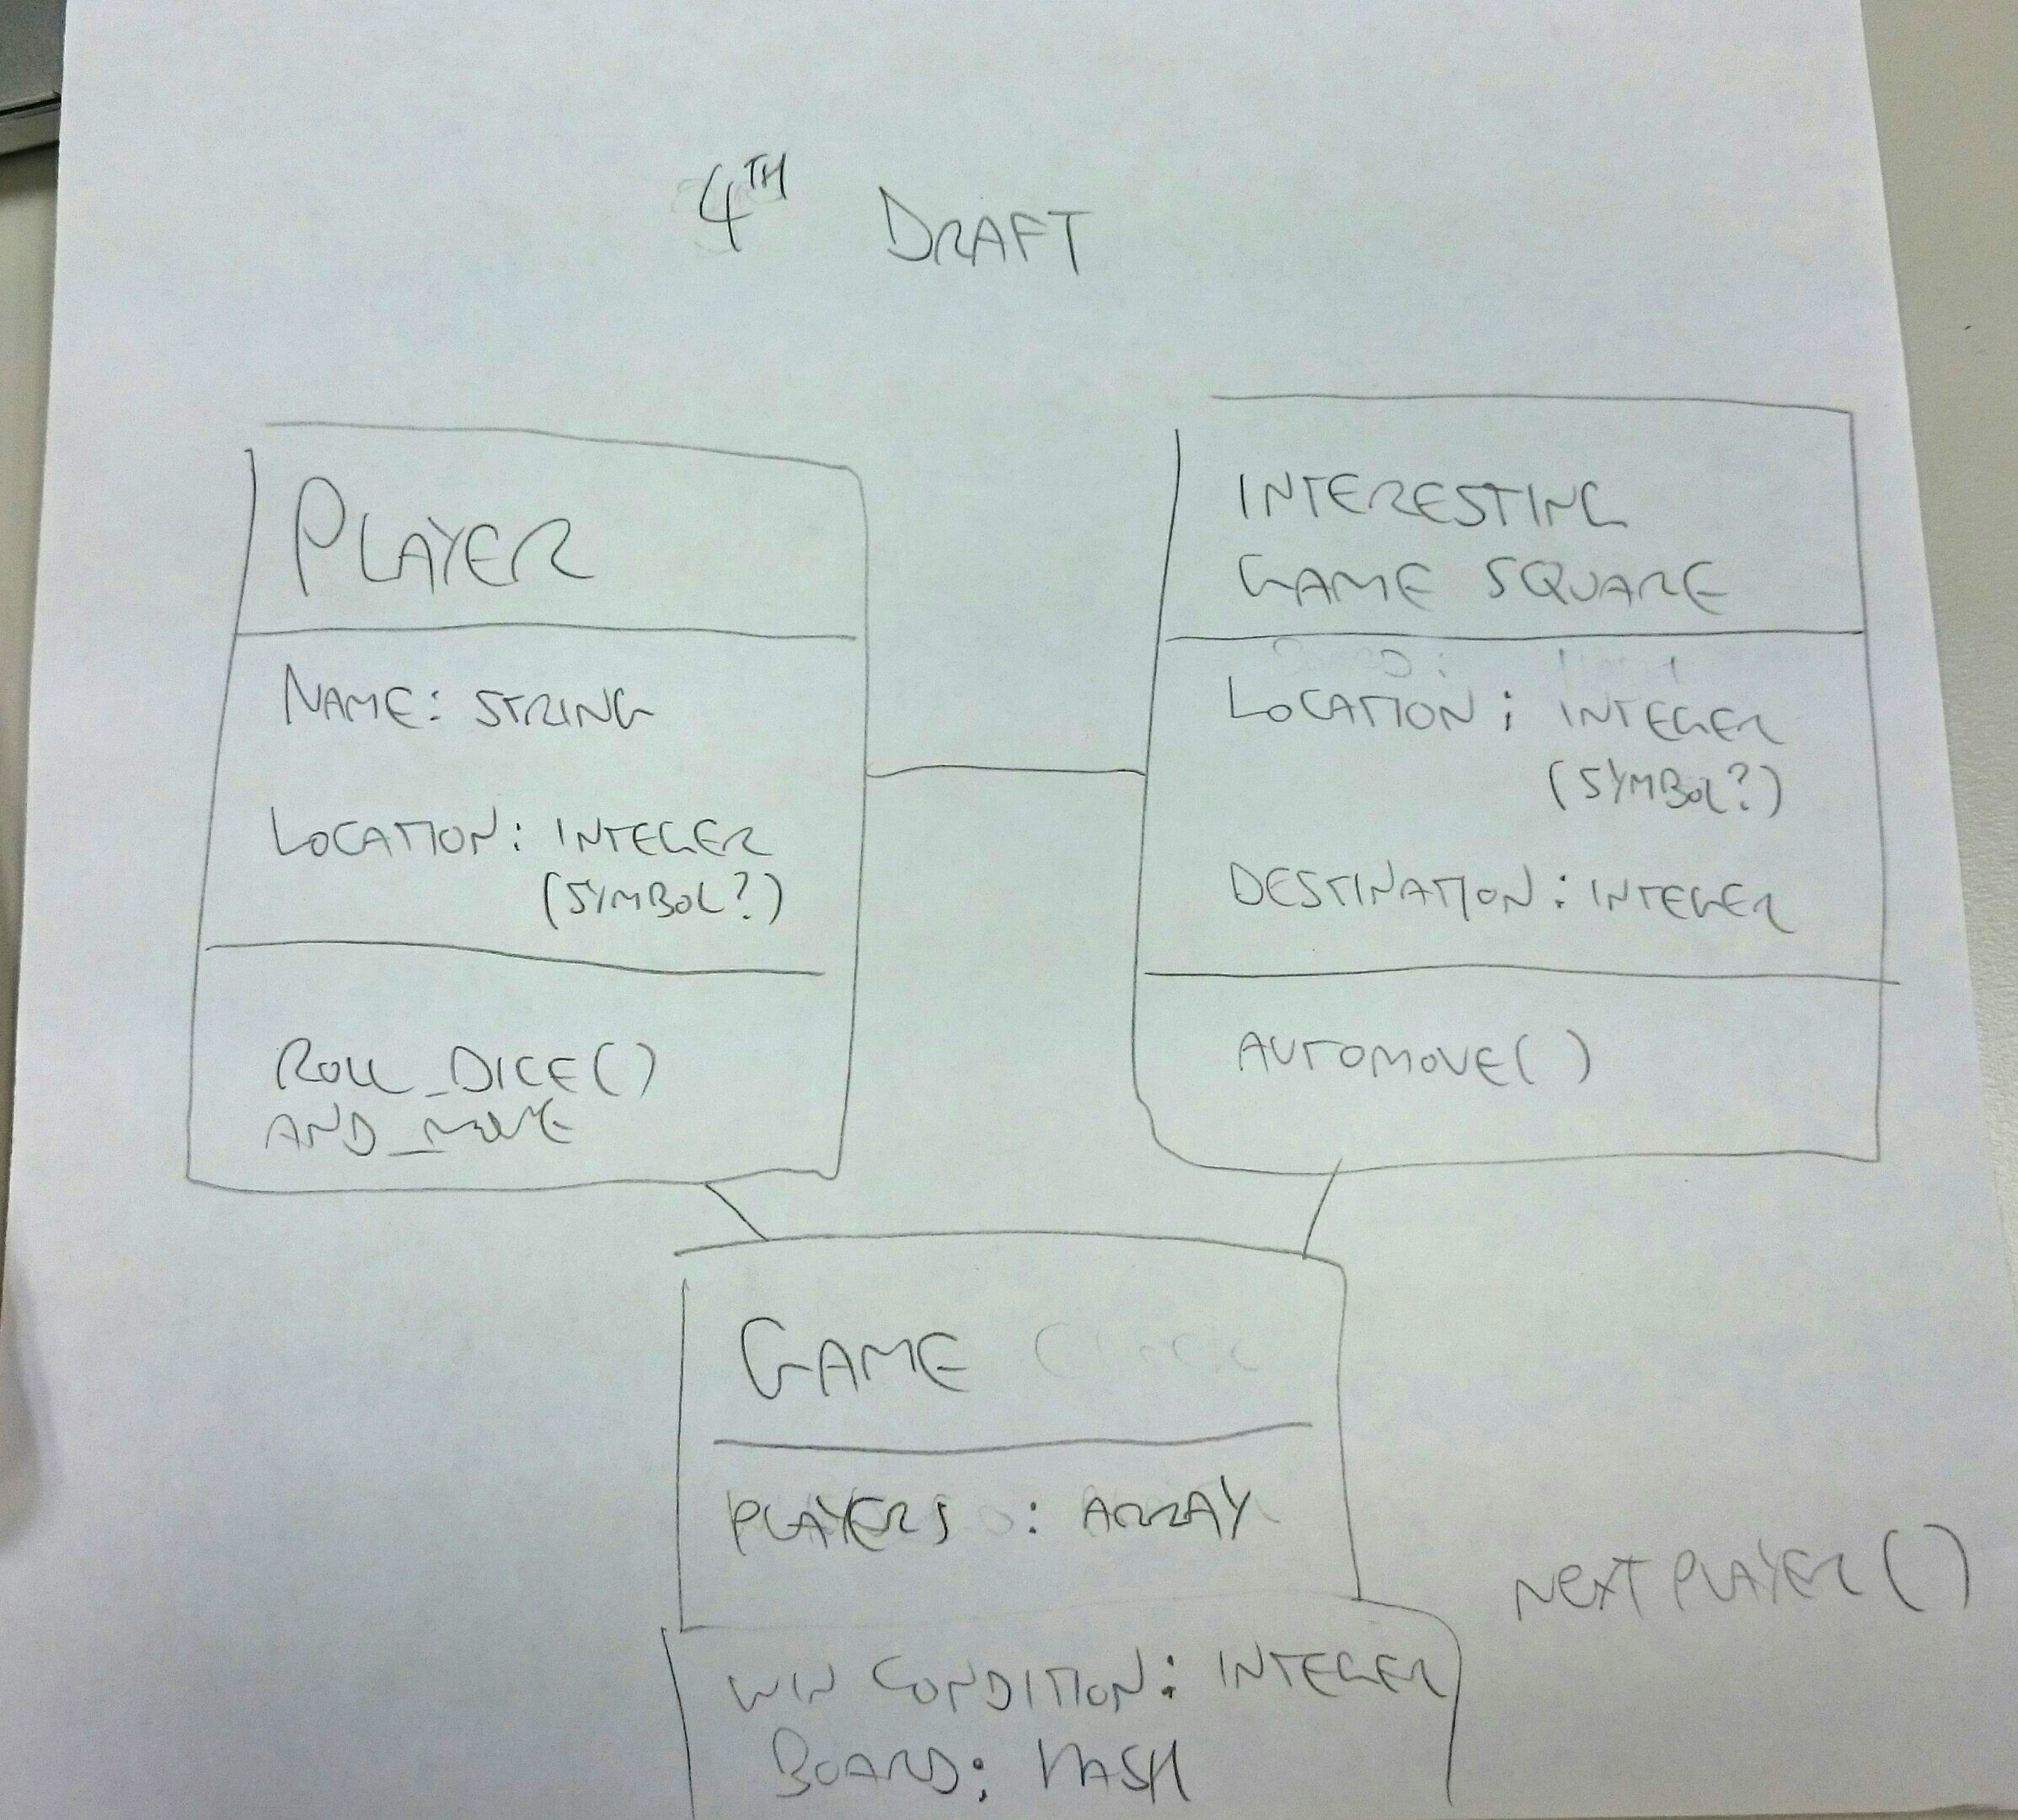 4TH DRAFT
PLAYER
NAME: STRING
LOCATION: INTEGER
(SYMBOL?)
ROLL_DICE()
AND_MOVE
INTERESTING
GAME SQUARE
LOCATION: INTEGER
(SYMBOL?)
DESTINATION: INTEGER
AUTOMOVE()
GAME
PLAYERS : ARRAY
NEXT PLAYER()
WIN CONDITION: INTEGER
BOARD: HASH